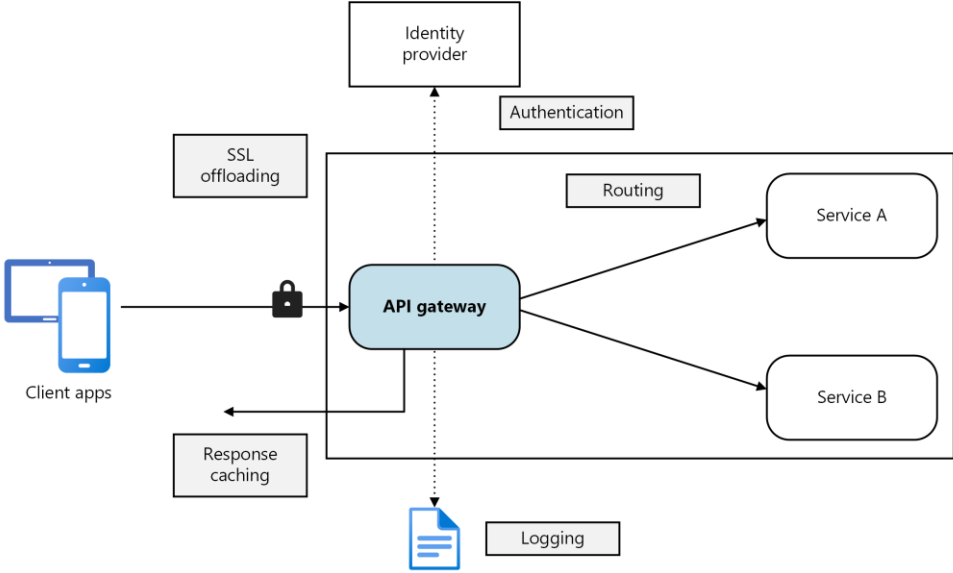 Identity
provider
Authentication
SSL
offloading
Routing
Service A
API gateway
Client apps
Service B
Response
caching
Logging